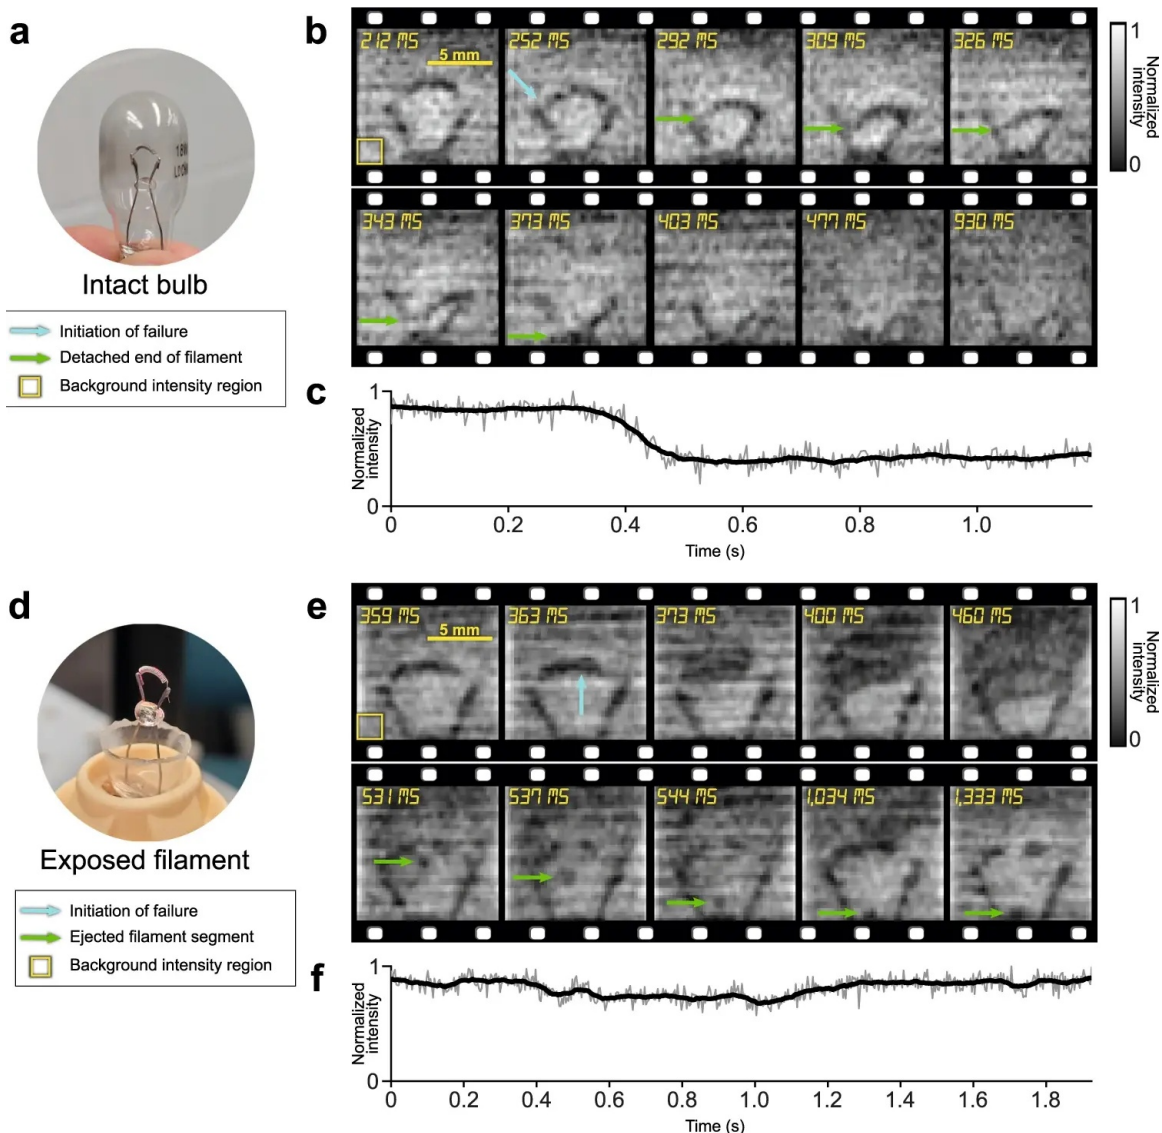 a
18
LOOM
Intact bulb
Initiation of failure
Detached end of filament
Background intensity region
b
212 MS
252 MS
292 MS
309 MS
326 MS
5 mm
343 MS
373 MS
403 MS
477 MS
930 MS
1
Normalized
intensity
0
c
1
Normalized
intensity
0
0 0.2 0.4 0.6 0.8 1.0
Time (s)
d
Exposed filament
Initiation of failure
Ejected filament segment
Background intensity region
e
359 MS
363 MS
373 MS
400 MS
460 MS
5 mm
531 MS
537 MS
544 MS
1,034 MS
1,333 MS
1
Normalized
intensity
0
f
1
Normalized
intensity
0
0 0.2 0.4 0.6 0.8 1.0 1.2 1.4 1.6 1.8
Time (s)